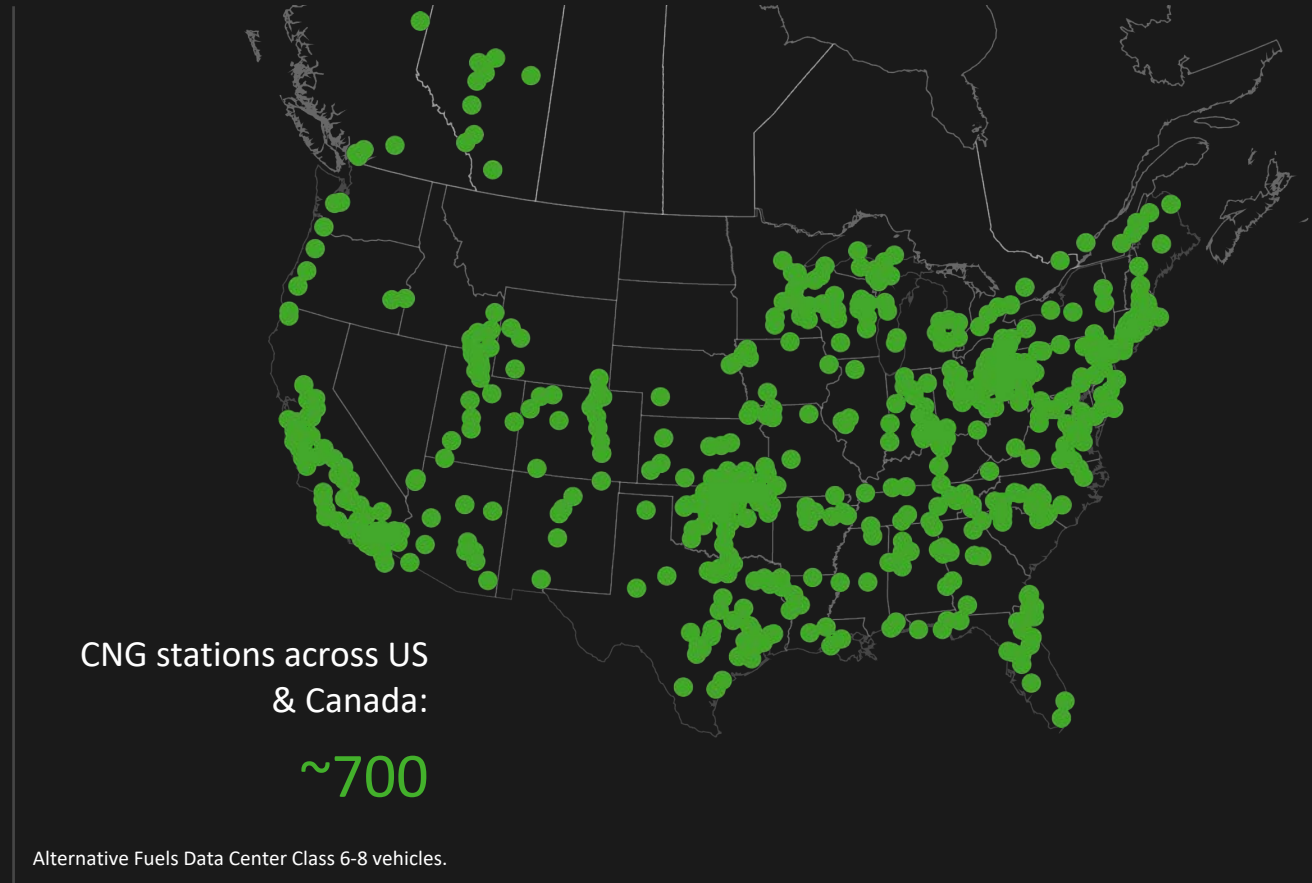 CNG stations across US
& Canada:
~700
Alternative Fuels Data Center Class 6-8 vehicles.